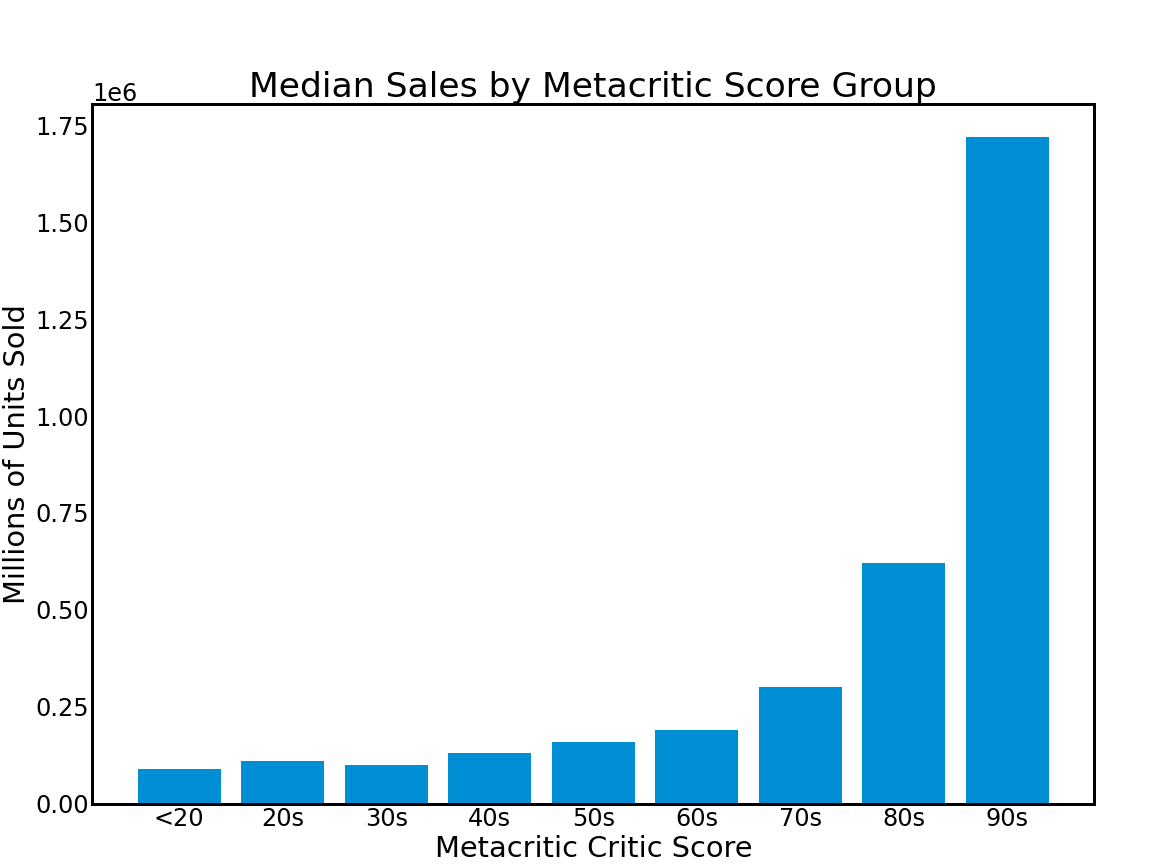 Median Sales by Metacritic Score Group
1e6
1.75
1.50
1.25
1.00
0.75
0.50
0.25
0.00
Millions of Units Sold
<20 20s 30s 40s 50s 60s 70s 80s 90s
Metacritic Critic Score